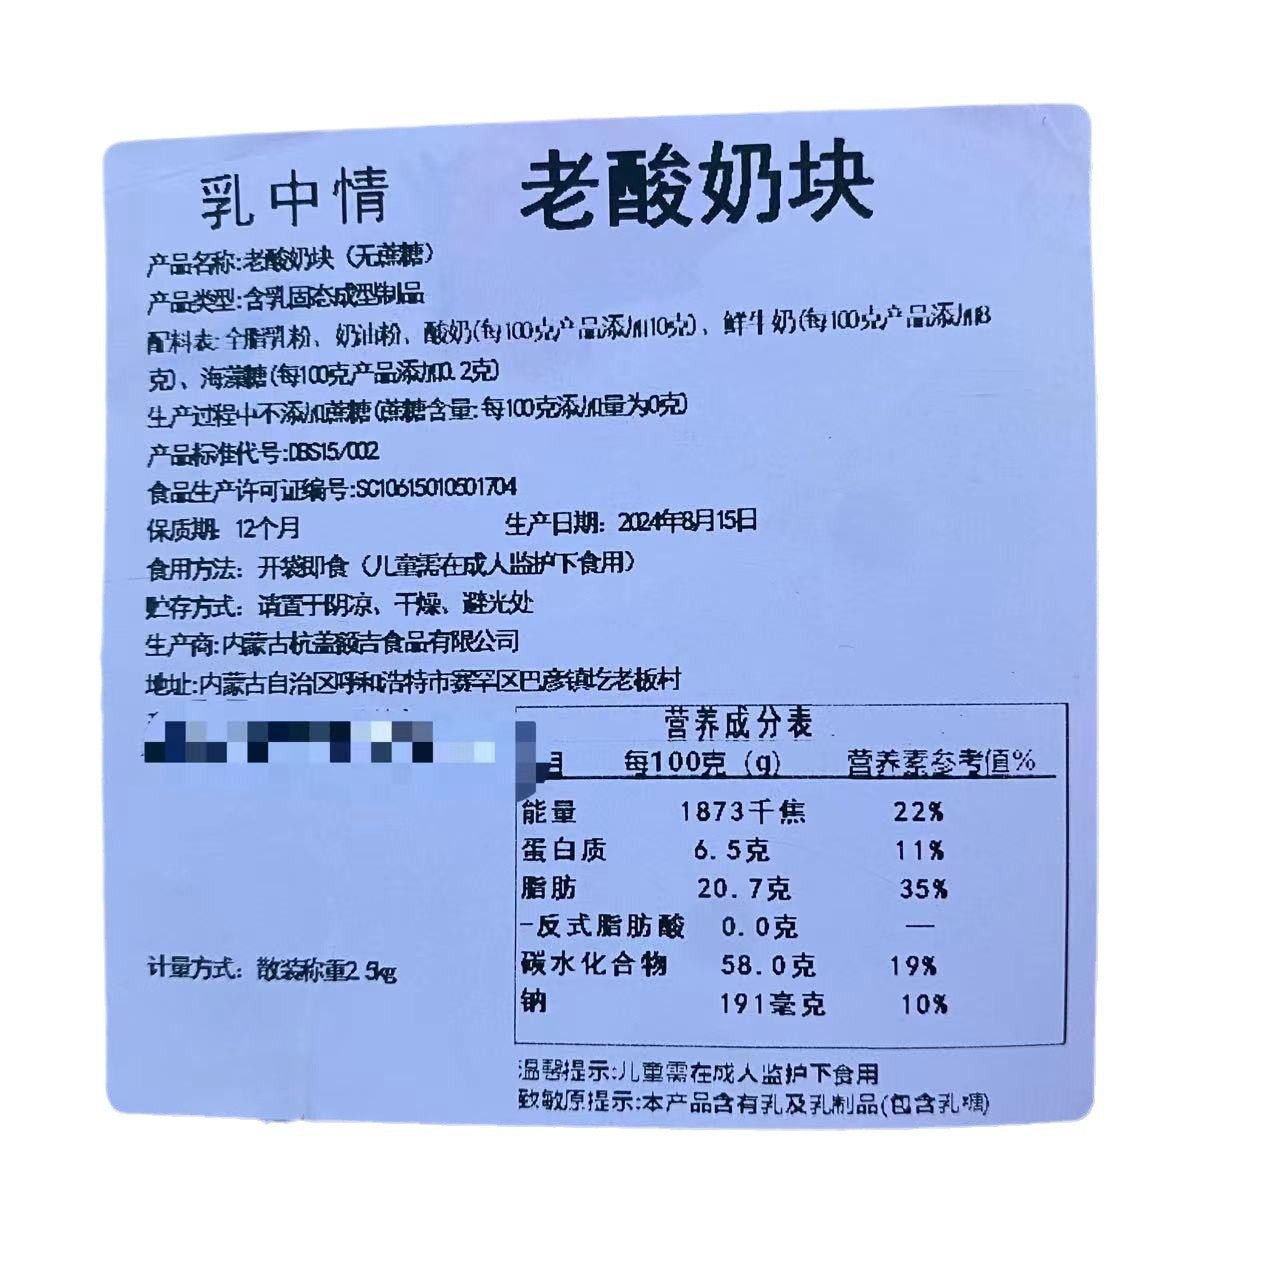 乳中情 老酸奶块
产品名称:老酸奶块（无蔗糖）
产品类型:含乳固态成型制品
配料表:全脂乳粉、奶油粉、酸奶(每100克产品添加10克)、鲜牛奶(每100克产品添加8
克)、海藻糖(每100克产品添加0.2克)
生产过程中不添加蔗糖(蔗糖含量:每100克添加量为0克)
产品标准代号:DBS15/002
食品生产许可证编号:SC10615010501704
保质期：12个月 生产日期：2024年8月15日
食用方法：开袋即食（儿童需在成人监护下食用）
贮存方式：请置于阴凉、干燥、避光处
生产商:内蒙古杭盖额吉食品有限公司
地址:内蒙古自治区呼和浩特市赛罕区巴彦镇圪老板村
营养成分表
目 每100克（g） 营养素参考值%
能量 1873千焦 22%
蛋白质 6.5克 11%
脂肪 20.7克 35%
-反式脂肪酸 0.0克 —
碳水化合物 58.0克 19%
钠 191毫克 10%
计量方式：散装称重2.5kg
温馨提示:儿童需在成人监护下食用
致敏原提示:本产品含有乳及乳制品(包含乳糖)